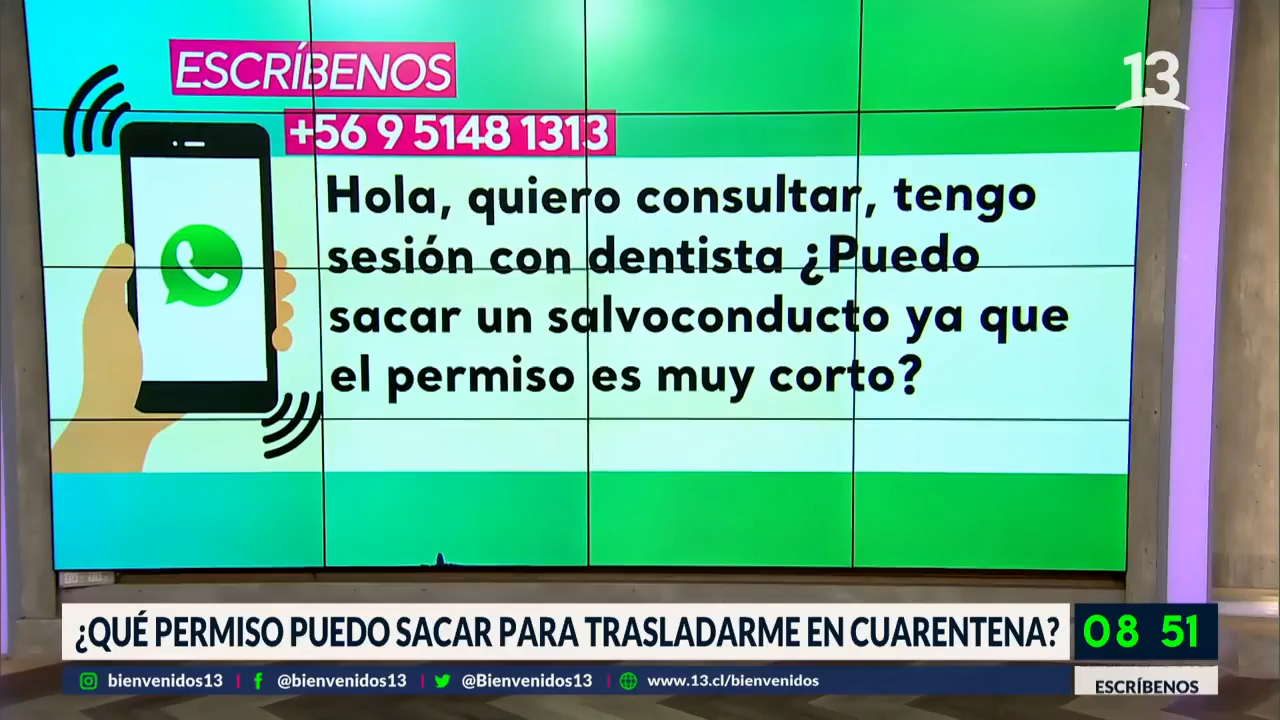 ESCRÍBENOS
13
+56 9 5148 1313
Hola, quiero consultar, tengo
sesión con dentista ¿Puedo
sacar un salvoconducto ya que
el permiso es muy corto?
¿QUÉ PERMISO PUEDO SACAR PARA TRASLADARME EN CUARENTENA?
08 51
bienvenidos13
@bienvenidos13
@Bienvenidos13
www.13.cl/bienvenidos
ESCRÍBENOS